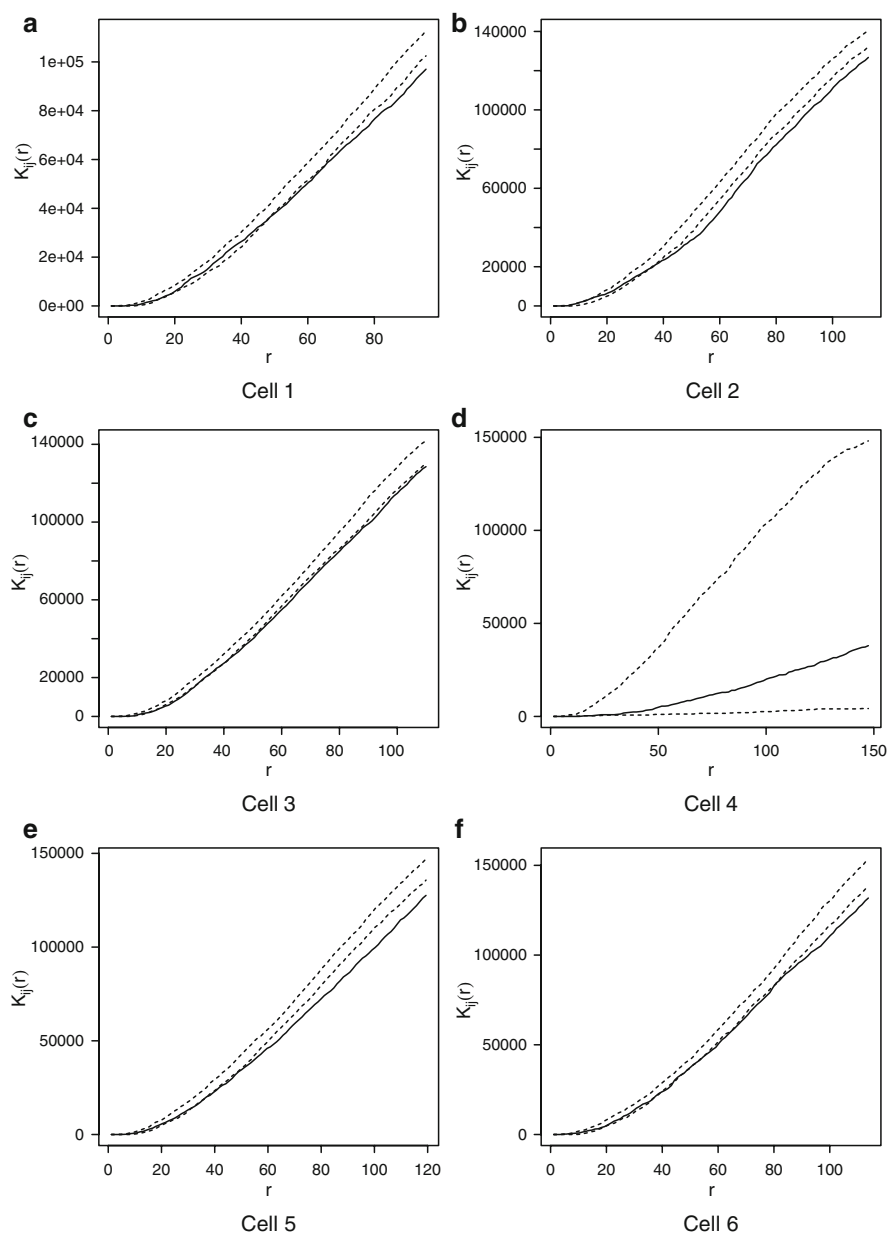 a
1e+05
8e+04
6e+04
4e+04
2e+04
0e+00
Kij(r)
0 20 40 60 80
r
Cell 1
b
140000
100000
60000
20000
0
Kij(r)
0 20 40 60 80 100
r
Cell 2
c
140000
100000
60000
20000
0
Kij(r)
0 20 40 60 80 100
r
Cell 3
d
150000
100000
50000
0
Kij(r)
0 50 100 150
r
Cell 4
e
150000
100000
50000
0
Kij(r)
0 20 40 60 80 100 120
r
Cell 5
f
150000
100000
50000
0
Kij(r)
0 20 40 60 80 100
r
Cell 6